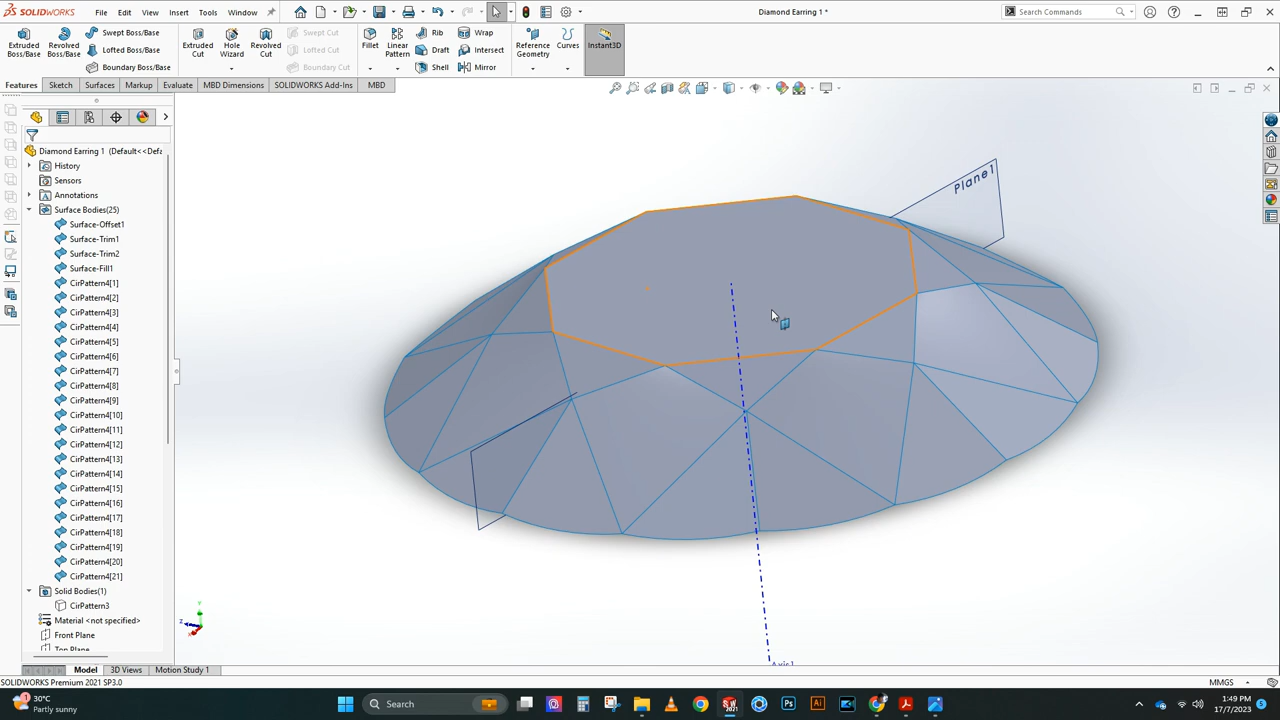 SOLIDWORKS File Edit View Insert Tools Window Diamond Earring 1 * Search Commands
Extruded Boss/Base Revolved Boss/Base Swept Boss/Base Lofted Boss/Base Boundary Boss/Base Extruded Cut Hole Wizard Revolved Cut Swept Cut Lofted Cut Boundary Cut Fillet Linear Pattern Rib Draft Shell Wrap Intersect Mirror Reference Geometry Curves Instant3D
Features Sketch Surfaces Markup Evaluate MBD Dimensions SOLIDWORKS Add-Ins MBD
Diamond Earring 1 (Default<<Defa
History
Sensors
Annotations
Surface Bodies(25)
Surface-Offset1
Surface-Trim1
Surface-Trim2
Surface-Fill1
CirPattern4[1]
CirPattern4[2]
CirPattern4[3]
CirPattern4[4]
CirPattern4[5]
CirPattern4[6]
CirPattern4[7]
CirPattern4[8]
CirPattern4[9]
CirPattern4[10]
CirPattern4[11]
CirPattern4[12]
CirPattern4[13]
CirPattern4[14]
CirPattern4[15]
CirPattern4[16]
CirPattern4[17]
CirPattern4[18]
CirPattern4[19]
CirPattern4[20]
CirPattern4[21]
Solid Bodies(1)
CirPattern3
Material <not specified>
Front Plane
Top Plane
Plane1
Axis1
Y
Z
X
Model 3D Views Motion Study 1
SOLIDWORKS Premium 2021 SP3.0 MMGS
1 30°C
Partly sunny
Search
1:49 PM
17/7/2023